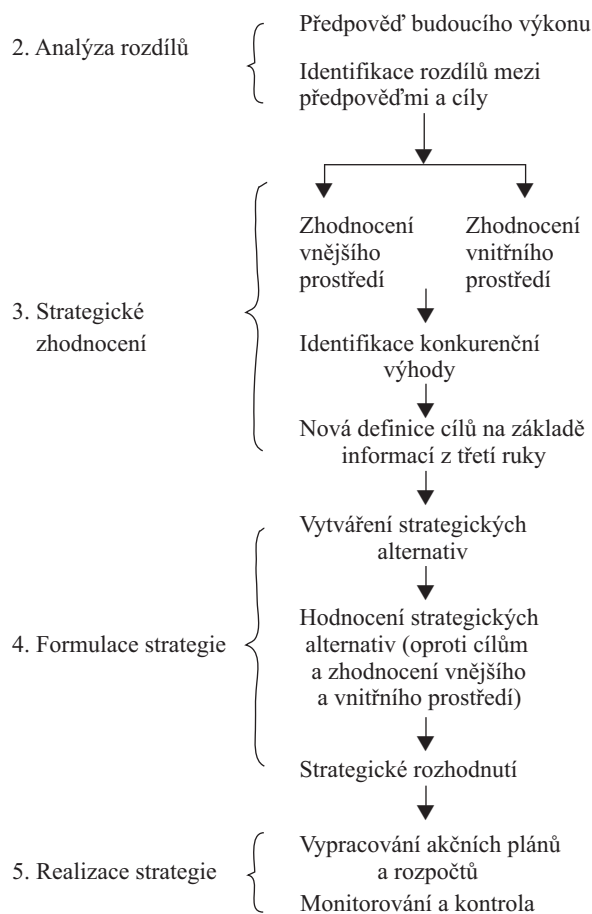 Předpověď budoucího výkonu
2. Analýza rozdílů
Identifikace rozdílů mezi
předpověďmi a cíly
Zhodnocení
vnějšího
prostředí
Zhodnocení
vnitřního
prostředí
3. Strategické
zhodnocení
Identifikace konkurenční
výhody
Nová definice cílů na základě
informací z třetí ruky
Vytváření strategických
alternativ
4. Formulace strategie
Hodnocení strategických
alternativ (oproti cílům
a zhodnocení vnějšího
a vnitřního prostředí)
Strategické rozhodnutí
Vypracování akčních plánů
a rozpočtů
5. Realizace strategie
Monitorování a kontrola